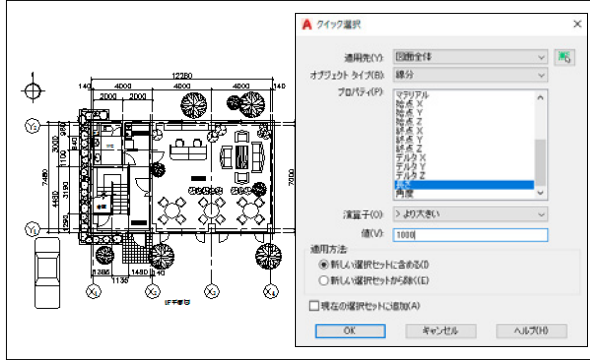 クイック選択
適用先(Y):
図面全体
オブジェクト タイプ(B):
線分
プロパティ(P):
マテリアル
始点 X
始点 Y
始点 Z
終点 X
終点 Y
終点 Z
デルタ X
デルタ Y
デルタ Z
長さ
角度
演算子(O):
> より大きい
値(V):
1000
適用方法:
新しい選択セットに含める(I)
新しい選択セットから除く(E)
現在の選択セットに追加(A)
OK
キャンセル
ヘルプ(H)
12280
140
4000
4000
4000
140
2000
2000
Y2
980
3000
840
1100
7480
3190
4480
1290
Y1
7000
1385
1480
140
1135
X1
X2
X3
X4